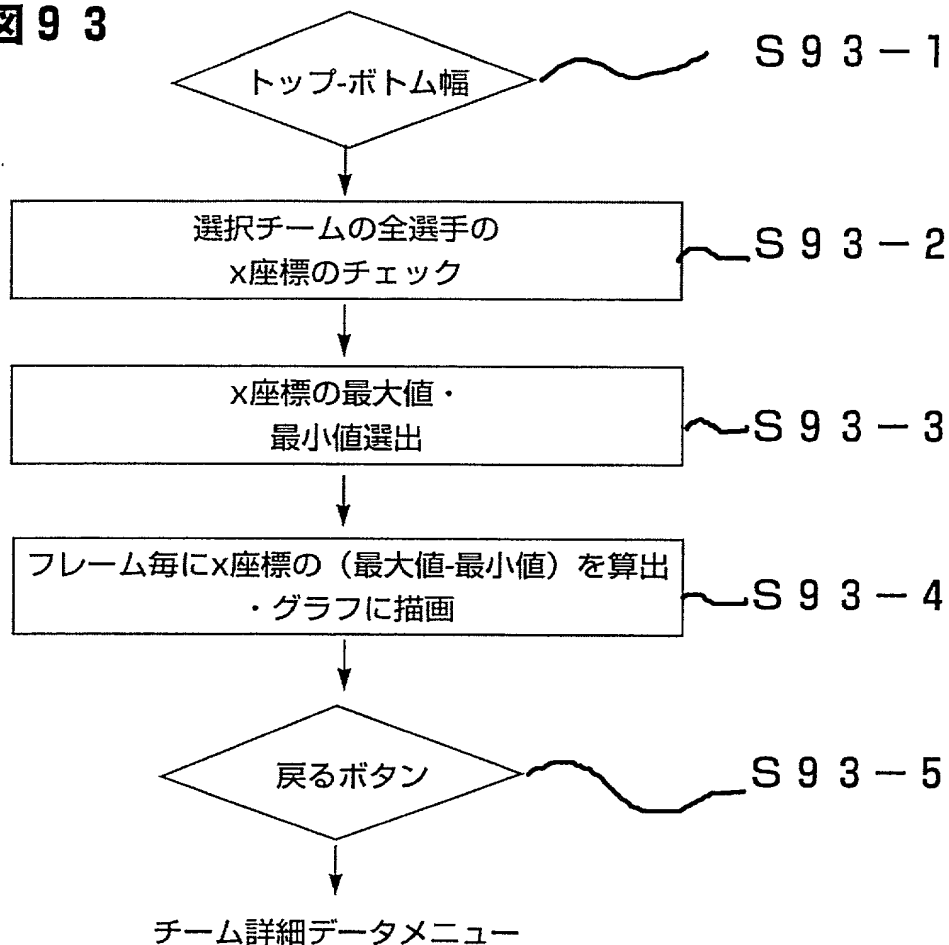 図93
トップ-ボトム幅
S93-1
選択チームの全選手の
x座標のチェック
S93-2
x座標の最大値・
最小値選出
S93-3
フレーム毎にx座標の（最大値-最小値）を算出
・グラフに描画
S93-4
戻るボタン
S93-5
チーム詳細データメニュー